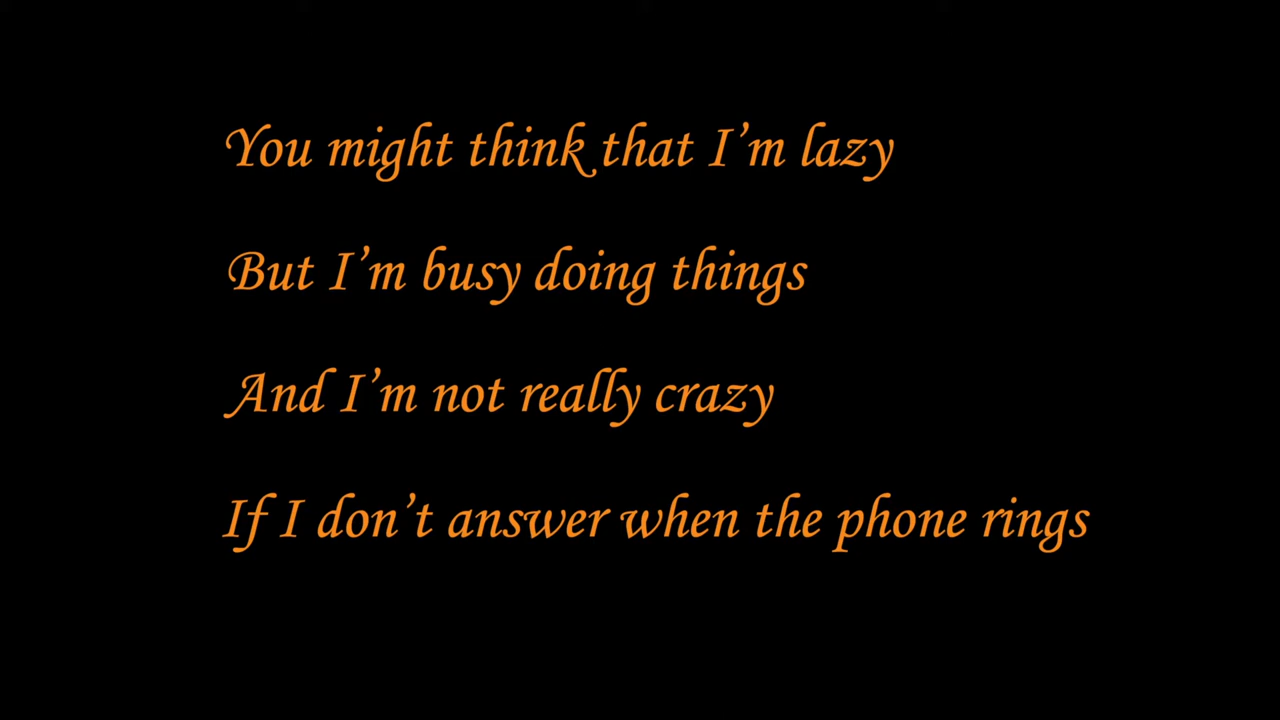 You might think that I’m lazy
But I’m busy doing things
And I’m not really crazy
If I don’t answer when the phone rings